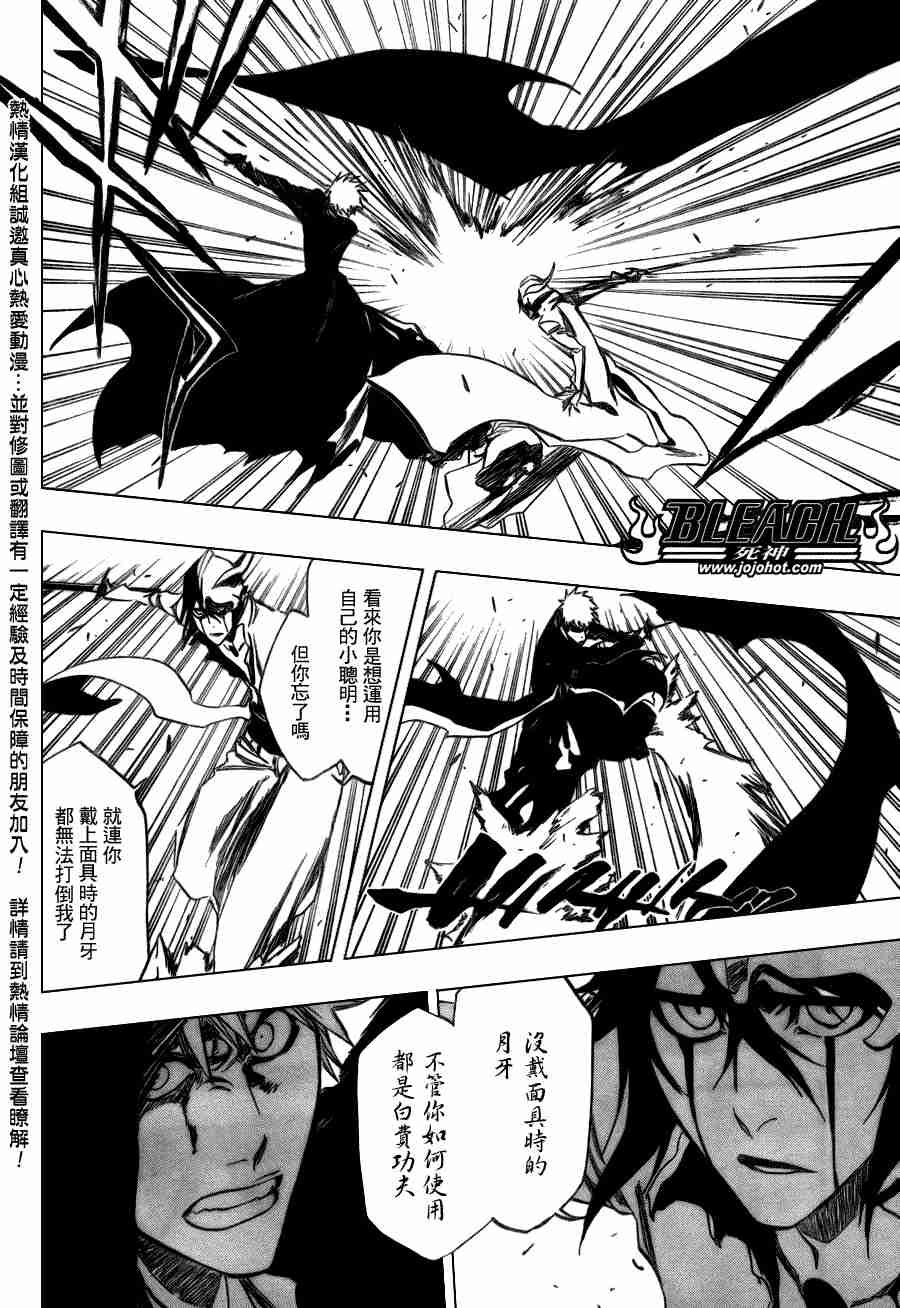 熱情漢化組誠邀真心熱愛動漫…並對修圖或翻譯有一定經驗及時間保障的朋友加入！ 詳情請到熱情論壇查看瞭解！
BLEACH
死神
www.jojohot.com
看來你是想運用
自己的小聰明…
但你忘了嗎
就連你
戴上面具時的月牙
都無法打倒我了
沒戴面具時的
月牙
不管你如何使用
都是白費功夫